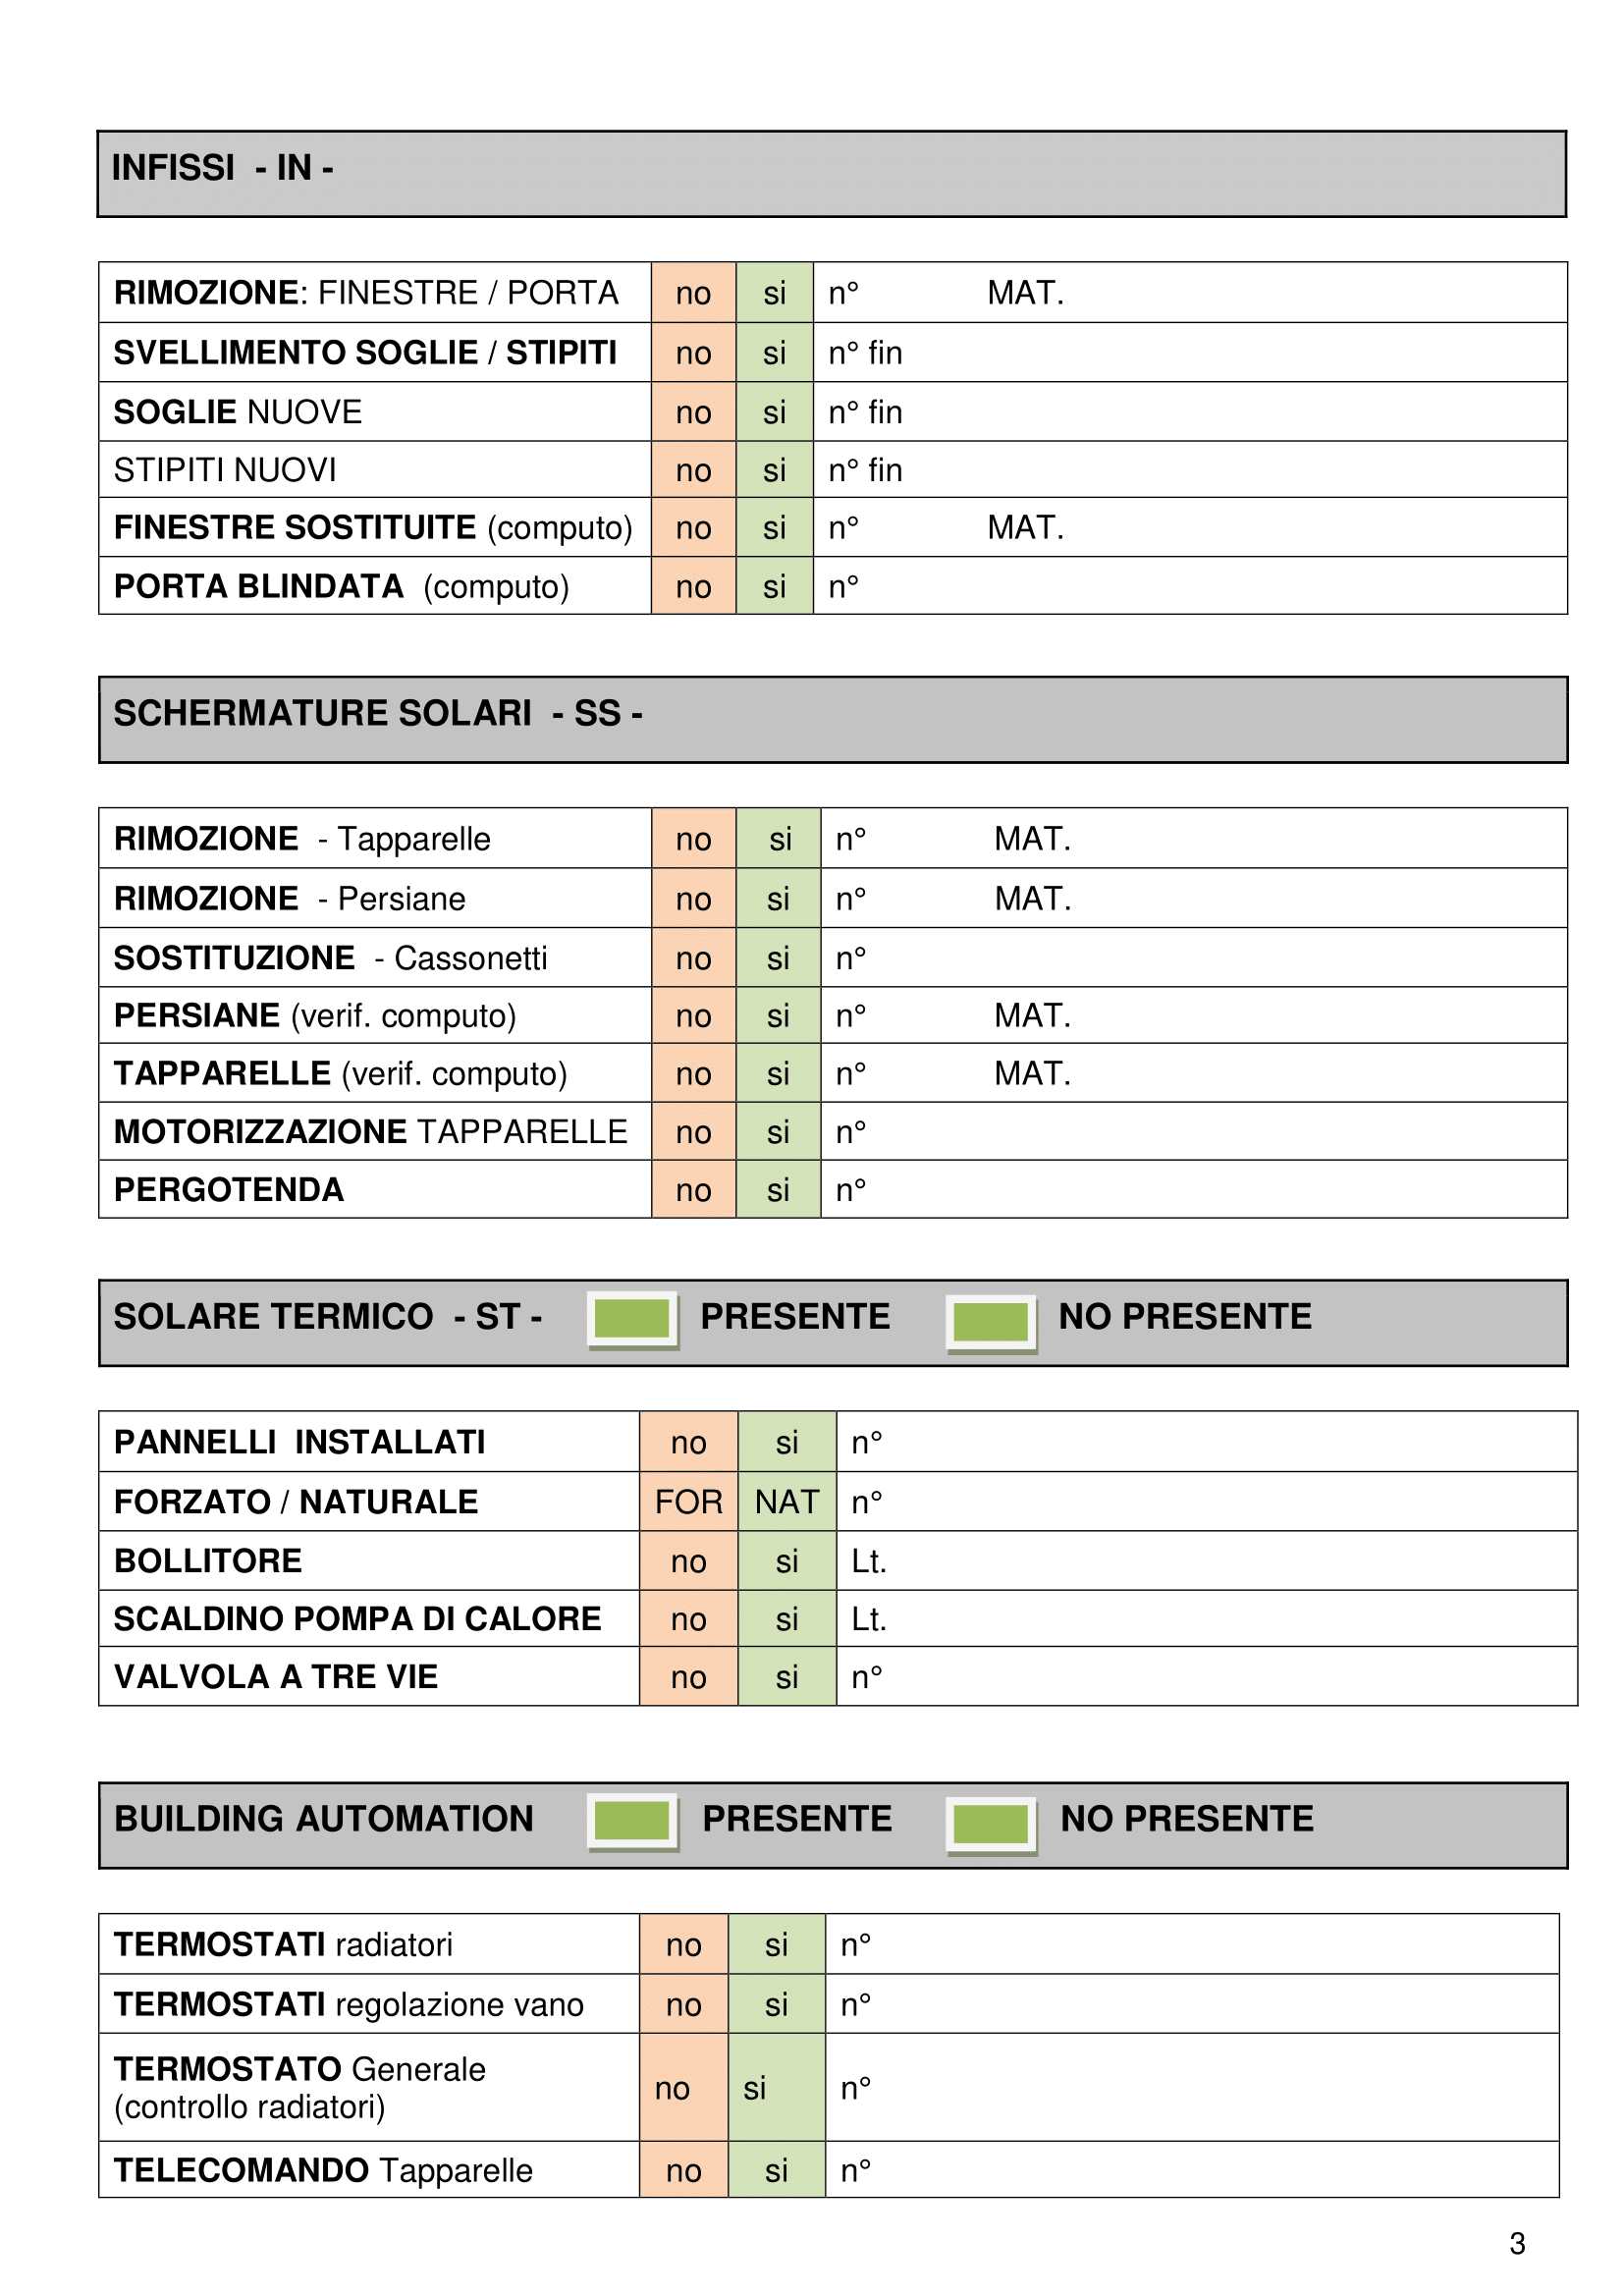 INFISSI - IN -
RIMOZIONE: FINESTRE / PORTA no si n° MAT.
SVELLIMENTO SOGLIE / STIPITI no si n° fin
SOGLIE NUOVE no si n° fin
STIPITI NUOVI no si n° fin
FINESTRE SOSTITUITE (computo) no si n° MAT.
PORTA BLINDATA (computo) no si n°
SCHERMATURE SOLARI - SS -
RIMOZIONE - Tapparelle no si n° MAT.
RIMOZIONE - Persiane no si n° MAT.
SOSTITUZIONE - Cassonetti no si n°
PERSIANE (verif. computo) no si n° MAT.
TAPPARELLE (verif. computo) no si n° MAT.
MOTORIZZAZIONE TAPPARELLE no si n°
PERGOTENDA no si n°
SOLARE TERMICO - ST - PRESENTE NO PRESENTE
PANNELLI INSTALLATI no si n°
FORZATO / NATURALE FOR NAT n°
BOLLITORE no si Lt.
SCALDINO POMPA DI CALORE no si Lt.
VALVOLA A TRE VIE no si n°
BUILDING AUTOMATION PRESENTE NO PRESENTE
TERMOSTATI radiatori no si n°
TERMOSTATI regolazione vano no si n°
TERMOSTATO Generale
(controllo radiatori) no si n°
TELECOMANDO Tapparelle no si n°
3